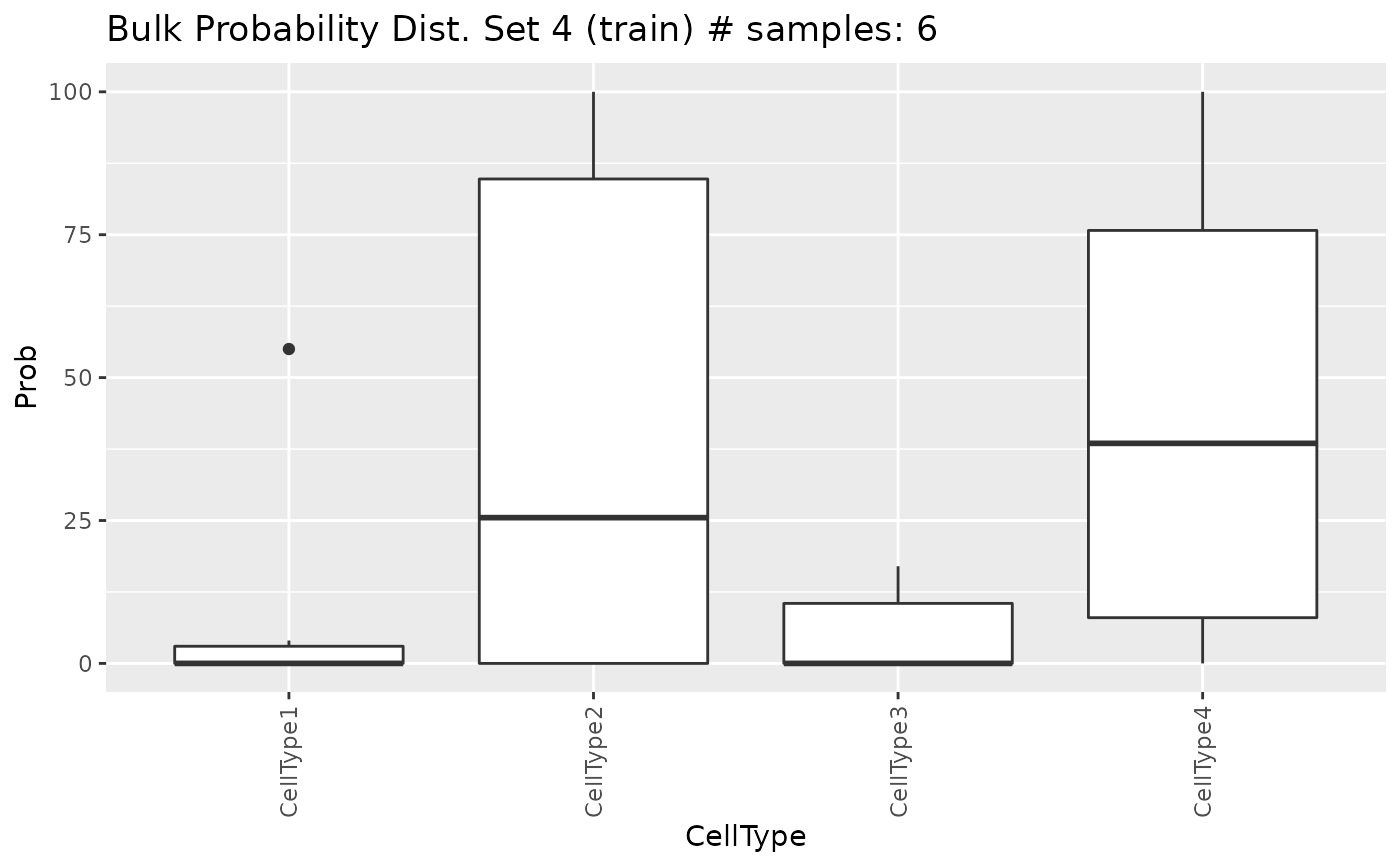 Bulk Probability Dist. Set 4 (train) # samples: 6
100
75
50
25
0
Prob
CellType1
CellType2
CellType3
CellType4
CellType